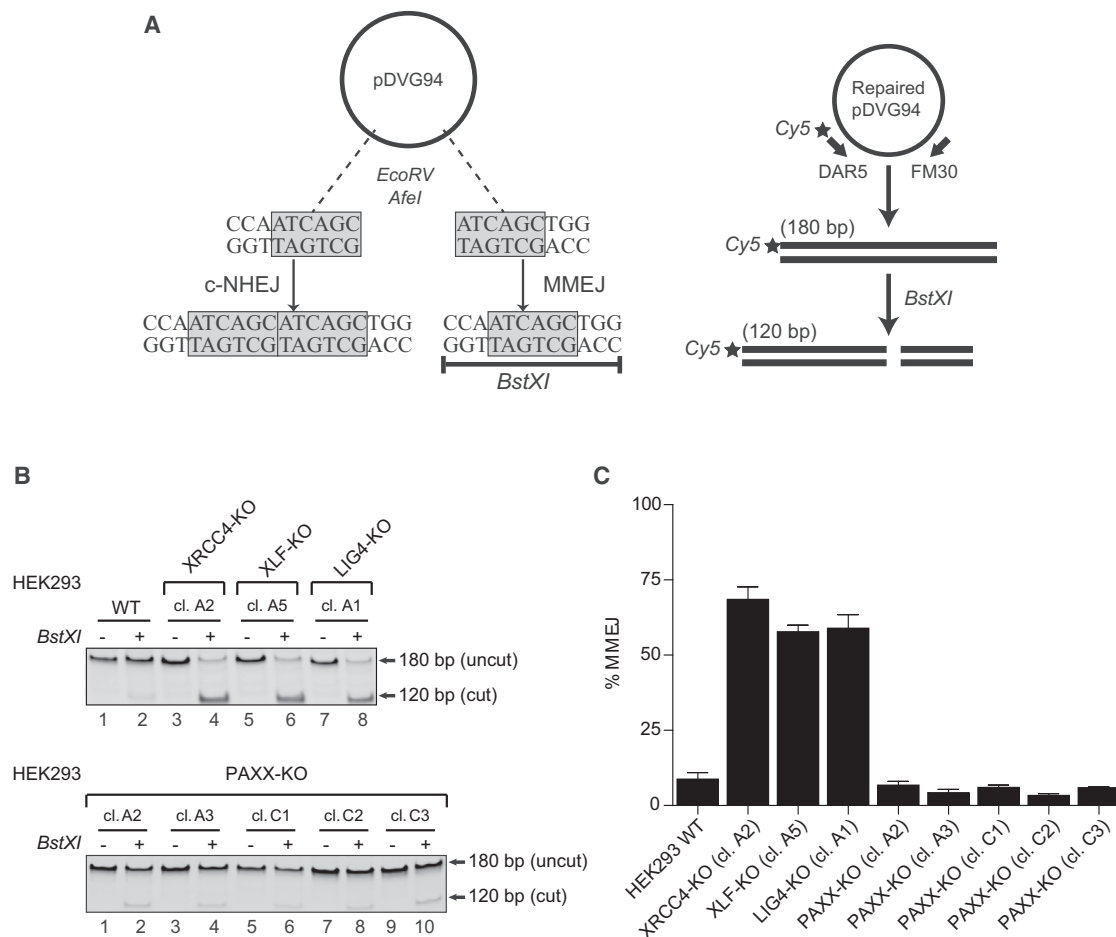 A
pDVG94
EcoRV
AfeI
CCAATCAGC
GGTTAGTCG
ATCAGCTGG
TAGTCGACC
c-NHEJ
MMEJ
CCAATCAGCATCAGCTGG
GGTTAGTCGTAGTCGACC
CCAATCAGCTGG
GGTTAGTCGACC
BstXI
Repaired
pDVG94
Cy5
DAR5
FM30
(180 bp)
Cy5
BstXI
(120 bp)
Cy5
B
XRCC4-KO
XLF-KO
LIG4-KO
HEK293
WT
cl. A2
cl. A5
cl. A1
BstXI - + - + - + - +
180 bp (uncut)
120 bp (cut)
1 2 3 4 5 6 7 8
HEK293
PAXX-KO
cl. A2 cl. A3 cl. C1 cl. C2 cl. C3
BstXI - + - + - + - + - +
180 bp (uncut)
120 bp (cut)
1 2 3 4 5 6 7 8 9 10
C
% MMEJ
100
75
50
25
0
HEK293 WT
XRCC4-KO (cl. A2)
XLF-KO (cl. A5)
LIG4-KO (cl. A1)
PAXX-KO (cl. A2)
PAXX-KO (cl. A3)
PAXX-KO (cl. C1)
PAXX-KO (cl. C2)
PAXX-KO (cl. C3)